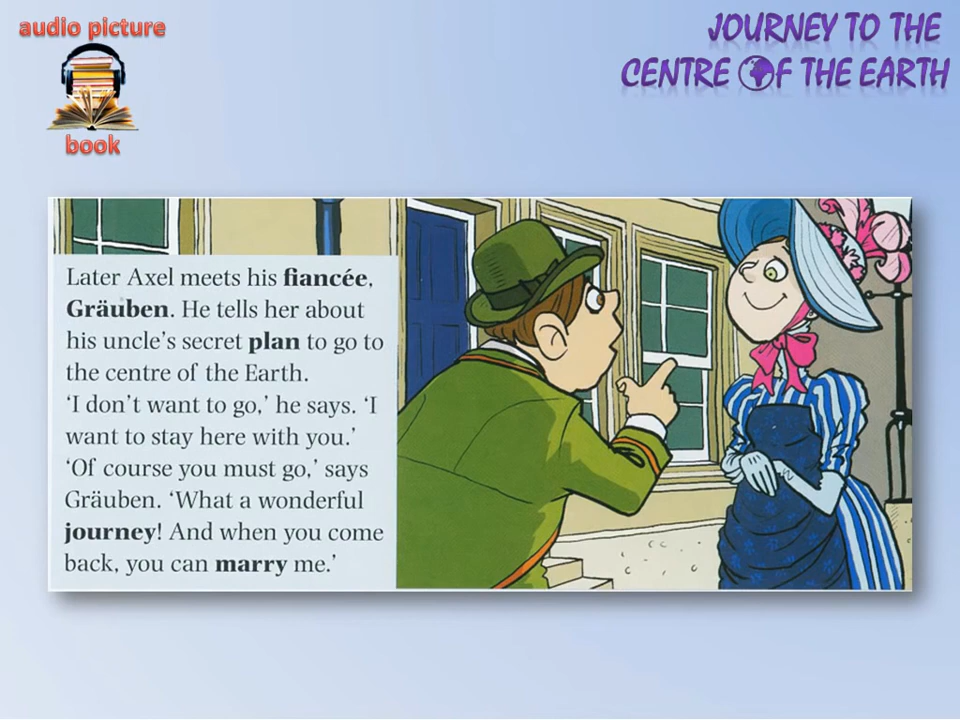 audio picture
book
JOURNEY TO THE
CENTRE OF THE EARTH
Later Axel meets his fiancée,
Gräuben. He tells her about
his uncle's secret plan to go to
the centre of the Earth.
‘I don't want to go,’ he says. ‘I
want to stay here with you.’
‘Of course you must go,’ says
Gräuben. ‘What a wonderful
journey! And when you come
back, you can marry me.’